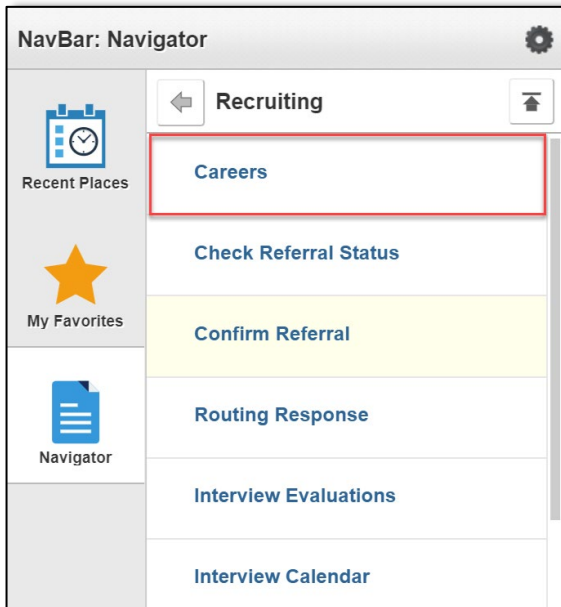 NavBar: Navigator
Recruiting
Recent Places
My Favorites
Navigator
Careers
Check Referral Status
Confirm Referral
Routing Response
Interview Evaluations
Interview Calendar